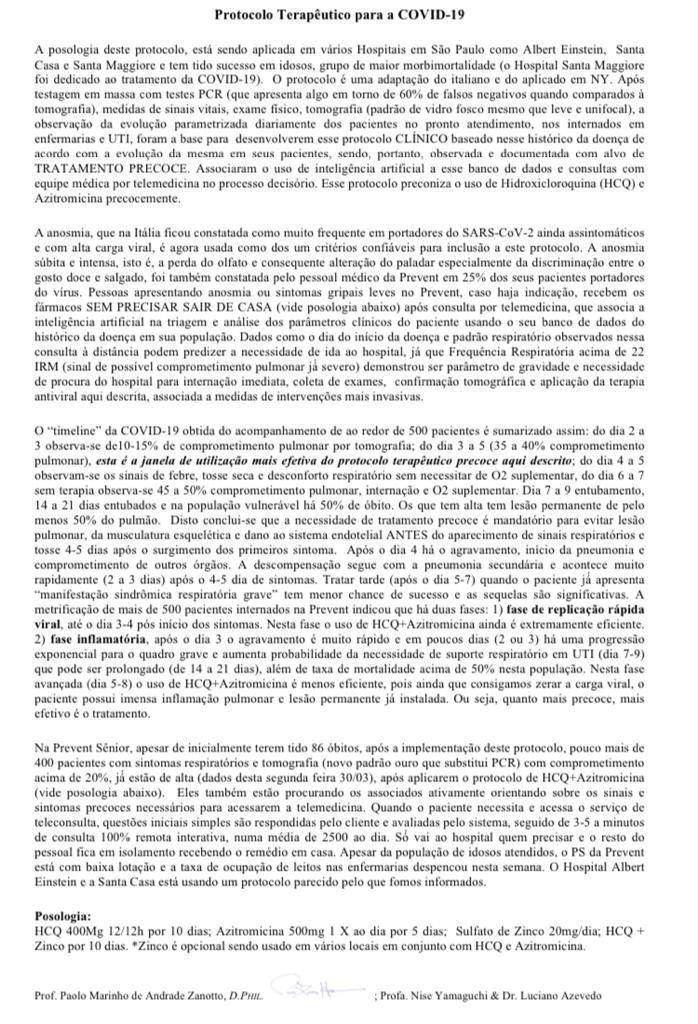 Protocolo Terapêutico para a COVID-19
A posologia deste protocolo, está sendo aplicada em vários Hospitais em São Paulo como Albert Einstein, Santa
Casa e Santa Maggiore e tem tido sucesso em idosos, grupo de maior morbimortalidade (o Hospital Santa Maggiore
foi dedicado ao tratamento da COVID-19). O protocolo é uma adaptação do italiano e do aplicado em NY. Após
testagem em massa com testes PCR (que apresenta algo em torno de 60% de falsos negativos quando comparados à
tomografia), medidas de sinais vitais, exame físico, tomografia (padrão de vidro fosco mesmo que leve e unifocal), a
observação da evolução parametrizada diariamente dos pacientes no pronto atendimento, nos internados em
enfermarias e UTI, foram a base para desenvolverem esse protocolo CLÍNICO baseado nesse histórico da doença de
acordo com a evolução da mesma em seus pacientes, sendo, portanto, observada e documentada com alvo de
TRATAMENTO PRECOCE. Associaram o uso de inteligência artificial a esse banco de dados e consultas com
equipe médica por telemedicina no processo decisório. Esse protocolo preconiza o uso de Hidroxicloroquina (HCQ) e
Azitromicina precocemente.
A anosmia, que na Itália ficou constatada como muito frequente em portadores do SARS-CoV-2 ainda assintomáticos
e com alta carga viral, é agora usada como dos um critérios confiáveis para inclusão a este protocolo. A anosmia
súbita e intensa, isto é, a perda do olfato e consequente alteração do paladar especialmente da discriminação entre o
gosto doce e salgado, foi também constatada pelo pessoal médico da Prevent em 25% dos seus pacientes portadores
do vírus. Pessoas apresentando anosmia ou sintomas gripais leves no Prevent, caso haja indicação, recebem os
fármacos SEM PRECISAR SAIR DE CASA (vide posologia abaixo) após consulta por telemedicina, que associa a
inteligência artificial na triagem e análise dos parâmetros clínicos do paciente usando o seu banco de dados do
histórico da doença em sua população. Dados como o dia do início da doença e padrão respiratório observados nessa
consulta à distância podem predizer a necessidade de ida ao hospital, já que Frequência Respiratória acima de 22
IRM (sinal de possível comprometimento pulmonar já severo) demonstrou ser parâmetro de gravidade e necessidade
de procura do hospital para internação imediata, coleta de exames, confirmação tomográfica e aplicação da terapia
antiviral aqui descrita, associada a medidas de intervenções mais invasivas.
O “timeline” da COVID-19 obtida do acompanhamento de ao redor de 500 pacientes é sumarizado assim: do dia 2 a
3 observa-se de10-15% de comprometimento pulmonar por tomografia; do dia 3 a 5 (35 a 40% comprometimento
pulmonar), esta é a janela de utilização mais efetiva do protocolo terapêutico precoce aqui descrito; do dia 4 a 5
observam-se os sinais de febre, tosse seca e desconforto respiratório sem necessitar de O2 suplementar, do dia 6 a 7
sem terapia observa-se 45 a 50% comprometimento pulmonar, internação e O2 suplementar. Dia 7 a 9 entubamento,
14 a 21 dias entubados e na população vulnerável há 50% de óbito. Os que tem alta tem lesão permanente de pelo
menos 50% do pulmão. Disto conclui-se que a necessidade de tratamento precoce é mandatório para evitar lesão
pulmonar, da musculatura esquelética e dano ao sistema endotelial ANTES do aparecimento de sinais respiratórios e
tosse 4-5 dias após o surgimento dos primeiros sintoma. Após o dia 4 há o agravamento, início da pneumonia e
comprometimento de outros órgãos. A descompensação segue com a pneumonia secundária e acontece muito
rapidamente (2 a 3 dias) após o 4-5 dia de sintomas. Tratar tarde (após o dia 5-7) quando o paciente já apresenta
“manifestação sindrômica respiratória grave” tem menor chance de sucesso e as sequelas são significativas. A
metrificação de mais de 500 pacientes internados na Prevent indicou que há duas fases: 1) fase de replicação rápida
viral, até o dia 3-4 pós início dos sintomas. Nesta fase o uso de HCQ+Azitromicina ainda é extremamente eficiente.
2) fase inflamatória, após o dia 3 o agravamento é muito rápido e em poucos dias (2 ou 3) há uma progressão
exponencial para o quadro grave e aumenta probabilidade da necessidade de suporte respiratório em UTI (dia 7-9)
que pode ser prolongado (de 14 a 21 dias), além de taxa de mortalidade acima de 50% nesta população. Nesta fase
avançada (dia 5-8) o uso de HCQ+Azitromicina é menos eficiente, pois ainda que consigamos zerar a carga viral, o
paciente possui imensa inflamação pulmonar e lesão permanente já instalada. Ou seja, quanto mais precoce, mais
efetivo é o tratamento.
Na Prevent Sênior, apesar de inicialmente terem tido 86 óbitos, após a implementação deste protocolo, pouco mais de
400 pacientes com sintomas respiratórios e tomografia (novo padrão ouro que substitui PCR) com comprometimento
acima de 20%, já estão de alta (dados desta segunda feira 30/03), após aplicarem o protocolo de HCQ+Azitromicina
(vide posologia abaixo). Eles também estão procurando os associados ativamente orientando sobre os sinais e
sintomas precoces necessários para acessarem a telemedicina. Quando o paciente necessita e acessa o serviço de
teleconsulta, questões iniciais simples são respondidas pelo cliente e avaliadas pelo sistema, seguido de 3-5 a minutos
de consulta 100% remota interativa, numa média de 2500 ao dia. Só vai ao hospital quem precisar e o resto do
pessoal fica em isolamento recebendo o remédio em casa. Apesar da população de idosos atendidos, o PS da Prevent
está com baixa lotação e a taxa de ocupação de leitos nas enfermarias despencou nesta semana. O Hospital Albert
Einstein e a Santa Casa está usando um protocolo parecido pelo que fomos informados.
Posologia:
HCQ 400Mg 12/12h por 10 dias; Azitromicina 500mg 1 X ao dia por 5 dias; Sulfato de Zinco 20mg/dia; HCQ +
Zinco por 10 dias. *Zinco é opcional sendo usado em vários locais em conjunto com HCQ e Azitromicina.
Prof. Paolo Marinho de Andrade Zanotto, D.PHIL. ; Profa. Nise Yamaguchi & Dr. Luciano Azevedo